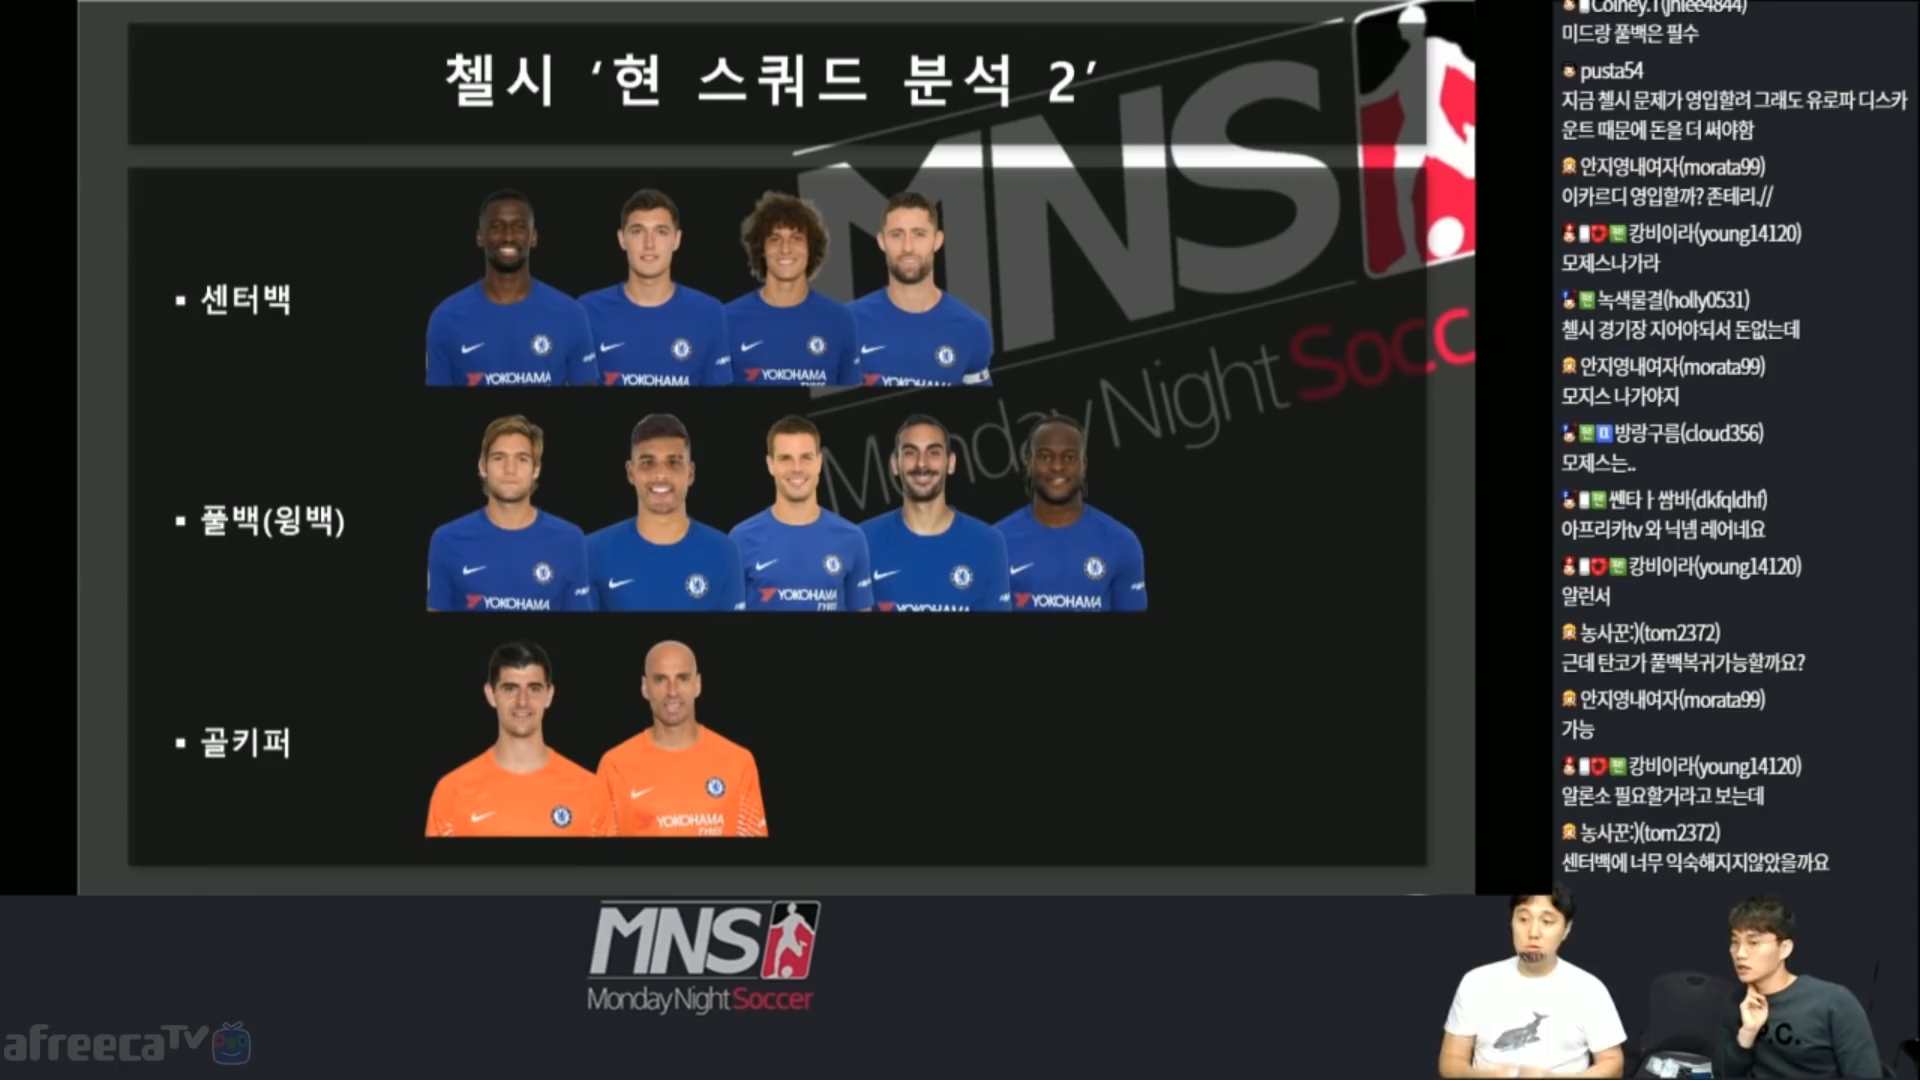 첼시 ‘현 스쿼드 분석 2’
MNS
Monday Night Socc
▪ 센터백
YOKOHAMA
YOKOHAMA
YOKOHAMA
YOKOHAMA
▪ 풀백(윙백)
YOKOHAMA
YOKOHAMA
TYRES
YOKOHAMA
YOKOHAMA
▪ 골키퍼
YOKOHAMA
TYRES
MNS
Monday Night Soccer
afreecaTV
P.C.
Colney.T(jhlee4844)
미드랑 풀백은 필수
pusta54
지금 첼시 문제가 영입할려 그래도 유로파 디스카
운트 때문에 돈을 더 써야함
안지영내여자(morata99)
이카르디 영입할까? 존테리.//
캉비이라(young14120)
모제스나가라
녹색물결(holly0531)
첼시 경기장 지어야되서 돈없는데
안지영내여자(morata99)
모지스 나가야지
방랑구름(cloud356)
모제스는..
쎈타ㅏ쌈바(dkfqldhf)
아프리카tv 와 닉넴 레어네요
캉비이라(young14120)
알런서
농사꾼:)(tom2372)
근데 탄코가 풀백복귀가능할까요?
안지영내여자(morata99)
가능
캉비이라(young14120)
알론소 필요할거라고 보는데
농사꾼:)(tom2372)
센터백에 너무 익숙해지지않았을까요